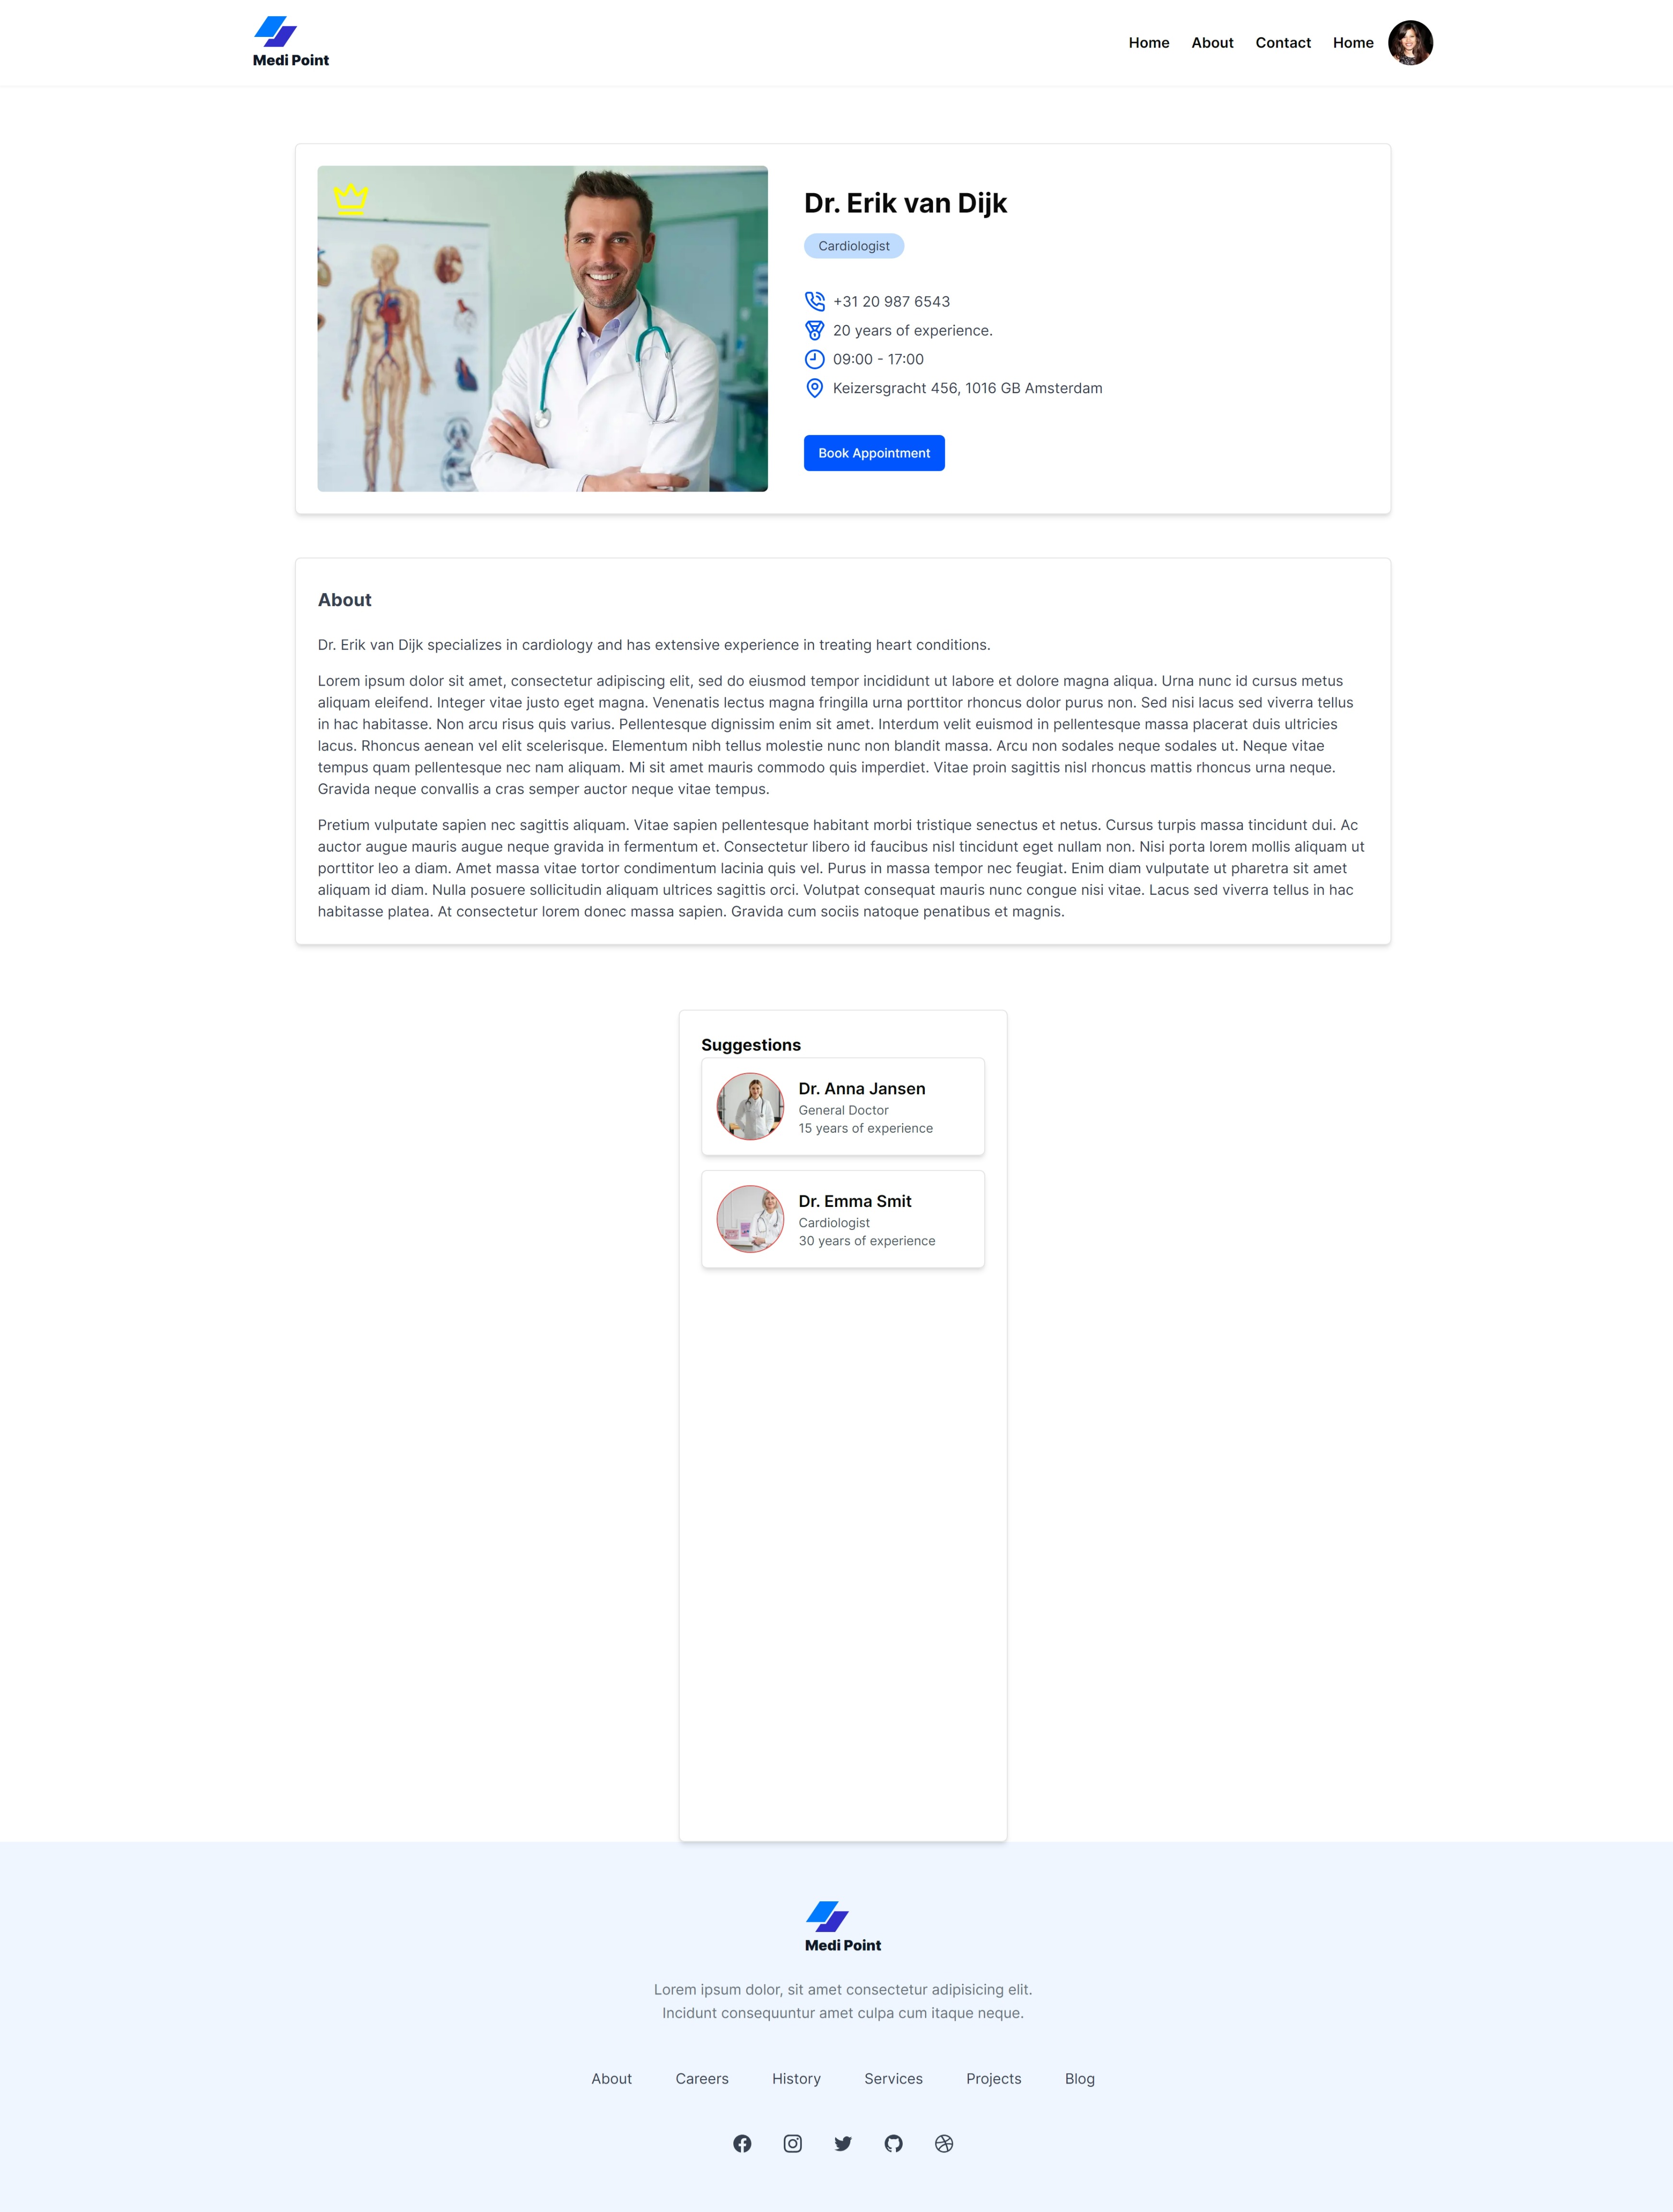 Medi Point
Home About Contact Home
Dr. Erik van Dijk
Cardiologist
+31 20 987 6543
20 years of experience.
09:00 - 17:00
Keizersgracht 456, 1016 GB Amsterdam
Book Appointment
About
Dr. Erik van Dijk specializes in cardiology and has extensive experience in treating heart conditions.
Lorem ipsum dolor sit amet, consectetur adipiscing elit, sed do eiusmod tempor incididunt ut labore et dolore magna aliqua. Urna nunc id cursus metus
aliquam eleifend. Integer vitae justo eget magna. Venenatis lectus magna fringilla urna porttitor rhoncus dolor purus non. Sed nisi lacus sed viverra tellus
in hac habitasse. Non arcu risus quis varius. Pellentesque dignissim enim sit amet. Interdum velit euismod in pellentesque massa placerat duis ultricies
lacus. Rhoncus aenean vel elit scelerisque. Elementum nibh tellus molestie nunc non blandit massa. Arcu non sodales neque sodales ut. Neque vitae
tempus quam pellentesque nec nam aliquam. Mi sit amet mauris commodo quis imperdiet. Vitae proin sagittis nisl rhoncus mattis rhoncus urna neque.
Gravida neque convallis a cras semper auctor neque vitae tempus.
Pretium vulputate sapien nec sagittis aliquam. Vitae sapien pellentesque habitant morbi tristique senectus et netus. Cursus turpis massa tincidunt dui. Ac
auctor augue mauris augue neque gravida in fermentum et. Consectetur libero id faucibus nisl tincidunt eget nullam non. Nisi porta lorem mollis aliquam ut
porttitor leo a diam. Amet massa vitae tortor condimentum lacinia quis vel. Purus in massa tempor nec feugiat. Enim diam vulputate ut pharetra sit amet
aliquam id diam. Nulla posuere sollicitudin aliquam ultrices sagittis orci. Volutpat consequat mauris nunc congue nisi vitae. Lacus sed viverra tellus in hac
habitasse platea. At consectetur lorem donec massa sapien. Gravida cum sociis natoque penatibus et magnis.
Suggestions
Dr. Anna Jansen
General Doctor
15 years of experience
Dr. Emma Smit
Cardiologist
30 years of experience
Medi Point
Lorem ipsum dolor, sit amet consectetur adipisicing elit.
Incidunt consequuntur amet culpa cum itaque neque.
About Careers History Services Projects Blog